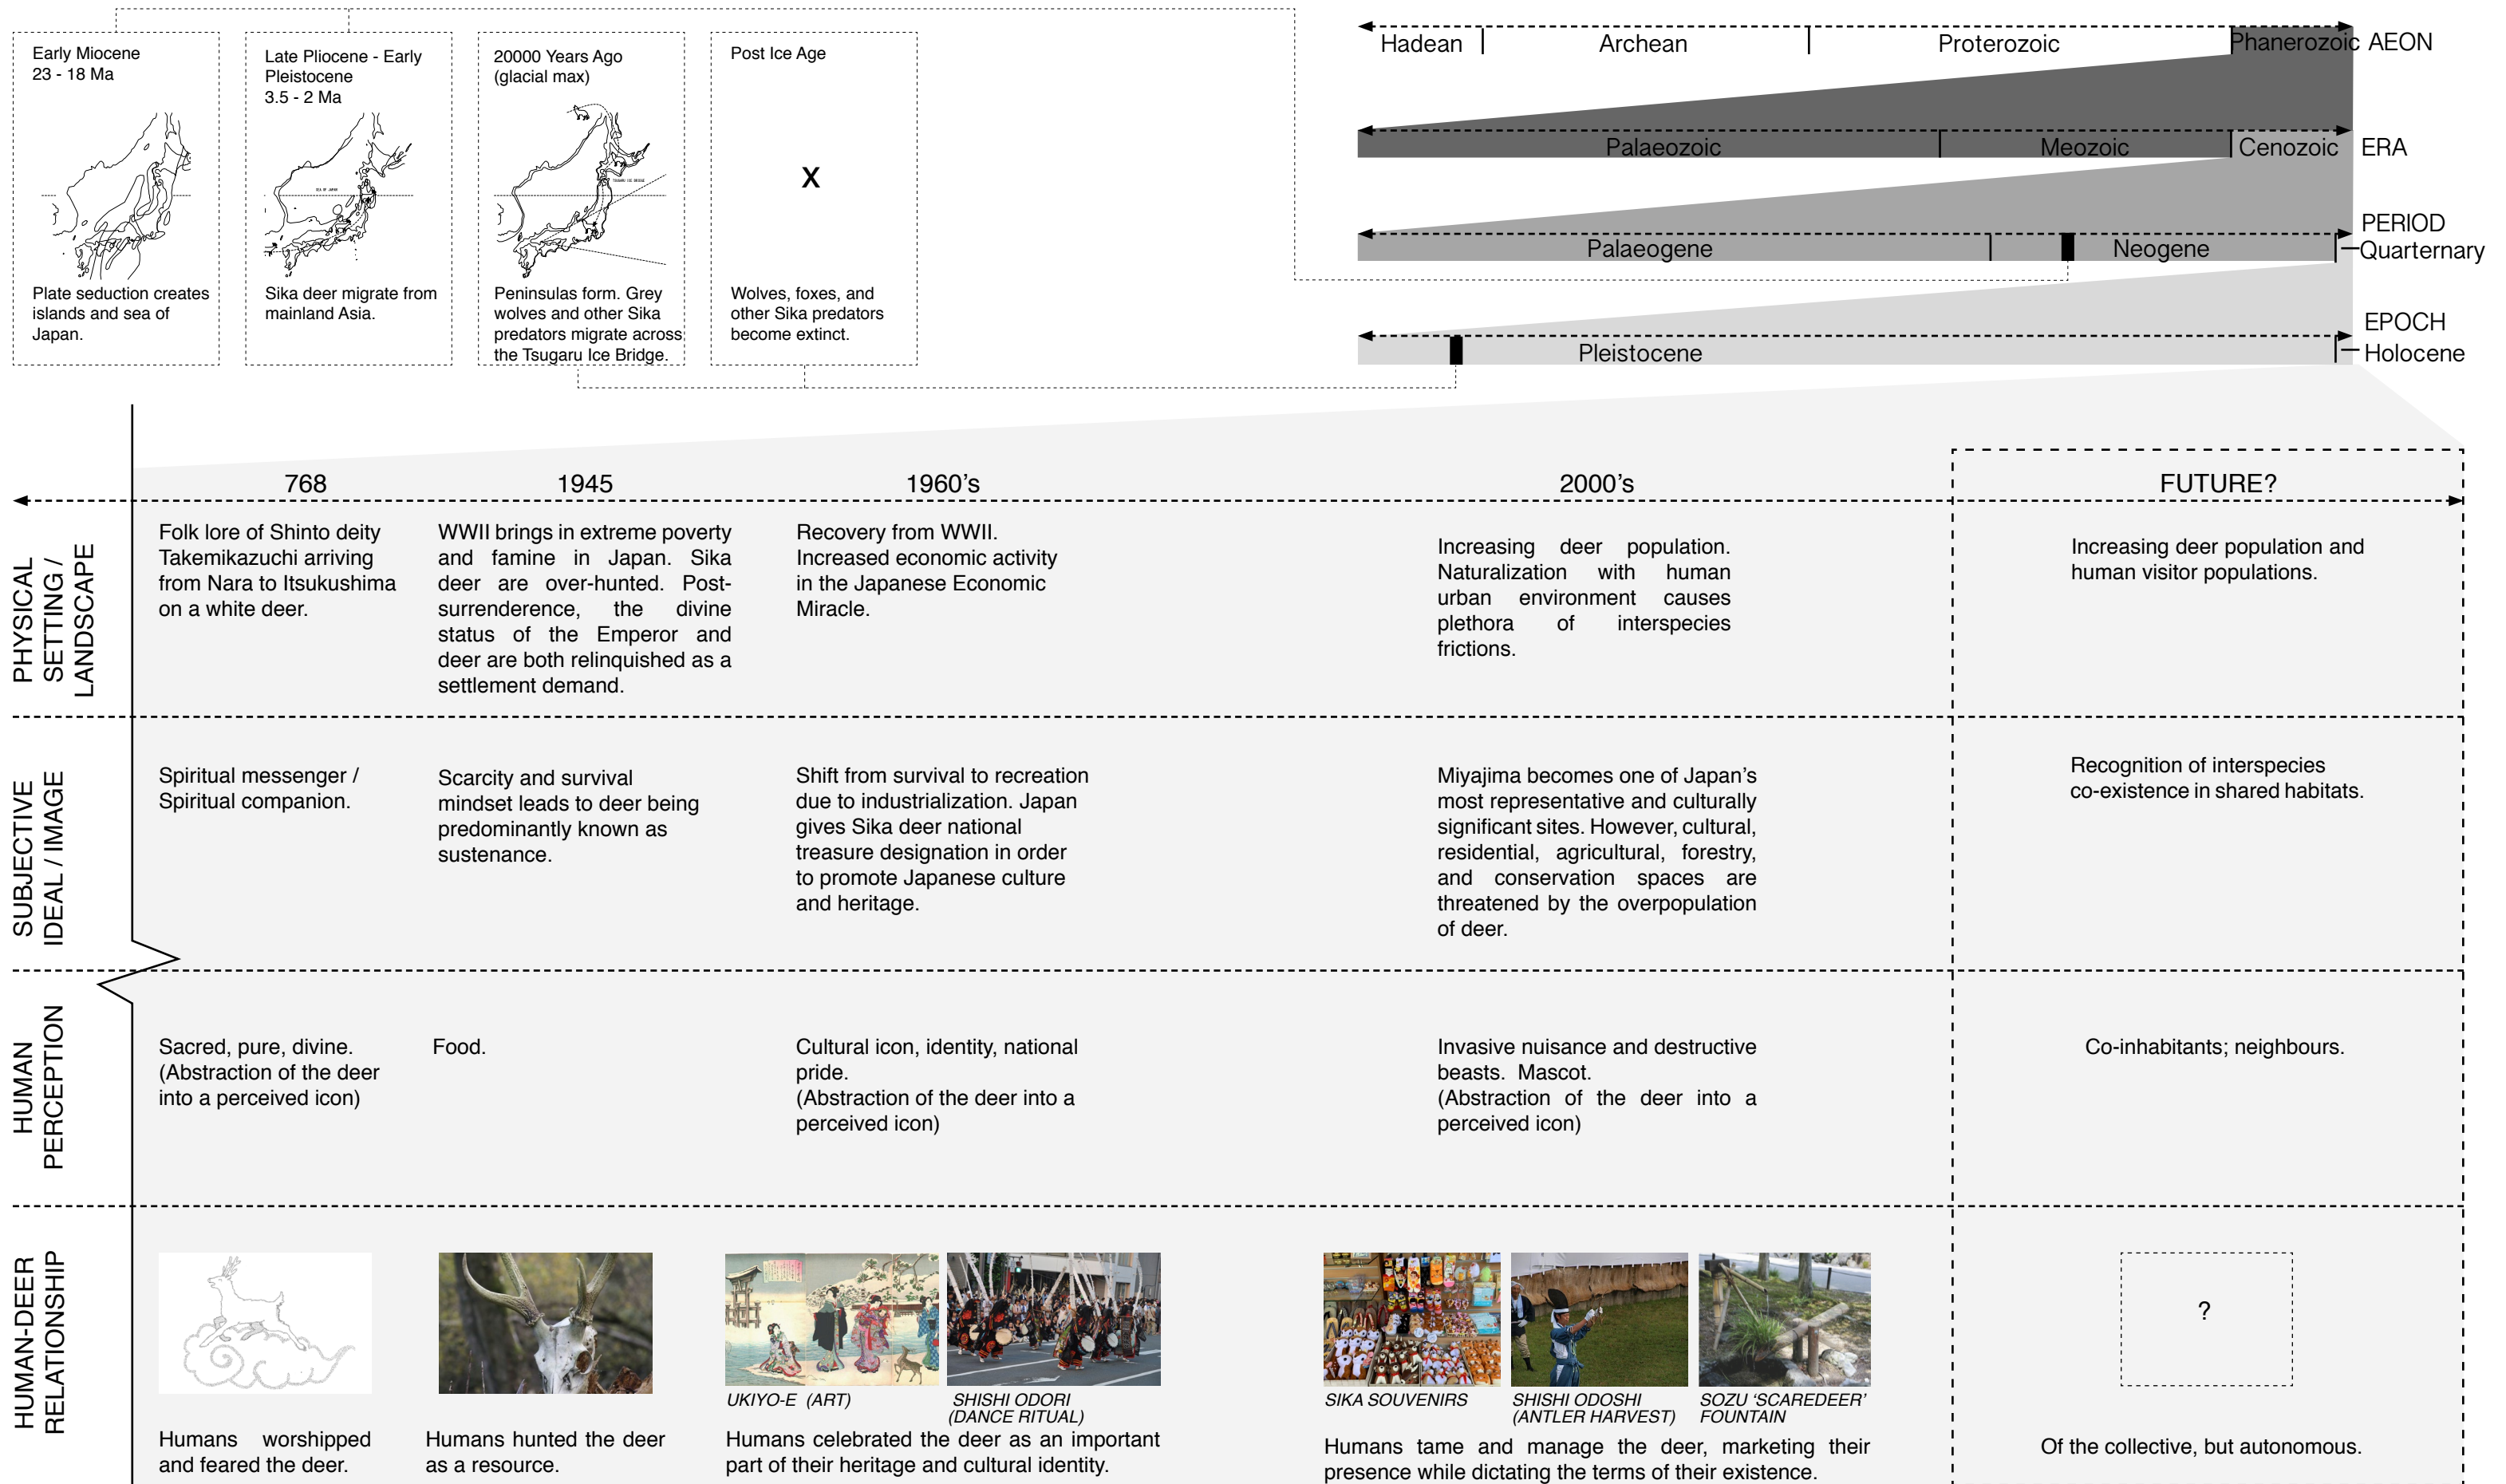 Early Miocene
23 - 18 Ma
Plate seduction creates
islands and sea of
Japan.
Late Pliocene - Early
Pleistocene
3.5 - 2 Ma
SEA OF JAPAN
Sika deer migrate from
mainland Asia.
20000 Years Ago
(glacial max)
TSUGARU ICE BRIDGE
Peninsulas form. Grey
wolves and other Sika
predators migrate across
the Tsugaru Ice Bridge.
Post Ice Age
X
Wolves, foxes, and
other Sika predators
become extinct.
Hadean
Archean
Proterozoic
Phanerozoic
AEON
Palaeozoic
Meozoic
Cenozoic
ERA
PERIOD
Palaeogene
Neogene
Quarternary
EPOCH
Pleistocene
Holocene
768
1945
1960's
2000's
FUTURE?
PHYSICAL
SETTING /
LANDSCAPE
Folk lore of Shinto deity
Takemikazuchi arriving
from Nara to Itsukushima
on a white deer.
WWII brings in extreme poverty
and famine in Japan. Sika
deer are over-hunted. Post-
surrenderence, the divine
status of the Emperor and
deer are both relinquished as a
settlement demand.
Recovery from WWII.
Increased economic activity
in the Japanese Economic
Miracle.
Increasing deer population.
Naturalization with human
urban environment causes
plethora of interspecies
frictions.
Increasing deer population and
human visitor populations.
SUBJECTIVE
IDEAL / IMAGE
Spiritual messenger /
Spiritual companion.
Scarcity and survival
mindset leads to deer being
predominantly known as
sustenance.
Shift from survival to recreation
due to industrialization. Japan
gives Sika deer national
treasure designation in order
to promote Japanese culture
and heritage.
Miyajima becomes one of Japan's
most representative and culturally
significant sites. However, cultural,
residential, agricultural, forestry,
and conservation spaces are
threatened by the overpopulation
of deer.
Recognition of interspecies
co-existence in shared habitats.
HUMAN
PERCEPTION
Sacred, pure, divine.
(Abstraction of the deer
into a perceived icon)
Food.
Cultural icon, identity, national
pride.
(Abstraction of the deer into a
perceived icon)
Invasive nuisance and destructive
beasts. Mascot.
(Abstraction of the deer into a
perceived icon)
Co-inhabitants; neighbours.
HUMAN-DEER
RELATIONSHIP
Humans worshipped
and feared the deer.
Humans hunted the deer
as a resource.
UKIYO-E (ART)
SHISHI ODORI
(DANCE RITUAL)
Humans celebrated the deer as an important
part of their heritage and cultural identity.
SIKA SOUVENIRS
SHISHI ODOSHI
(ANTLER HARVEST)
SOZU 'SCAREDEER'
FOUNTAIN
Humans tame and manage the deer, marketing their
presence while dictating the terms of their existence.
?
Of the collective, but autonomous.